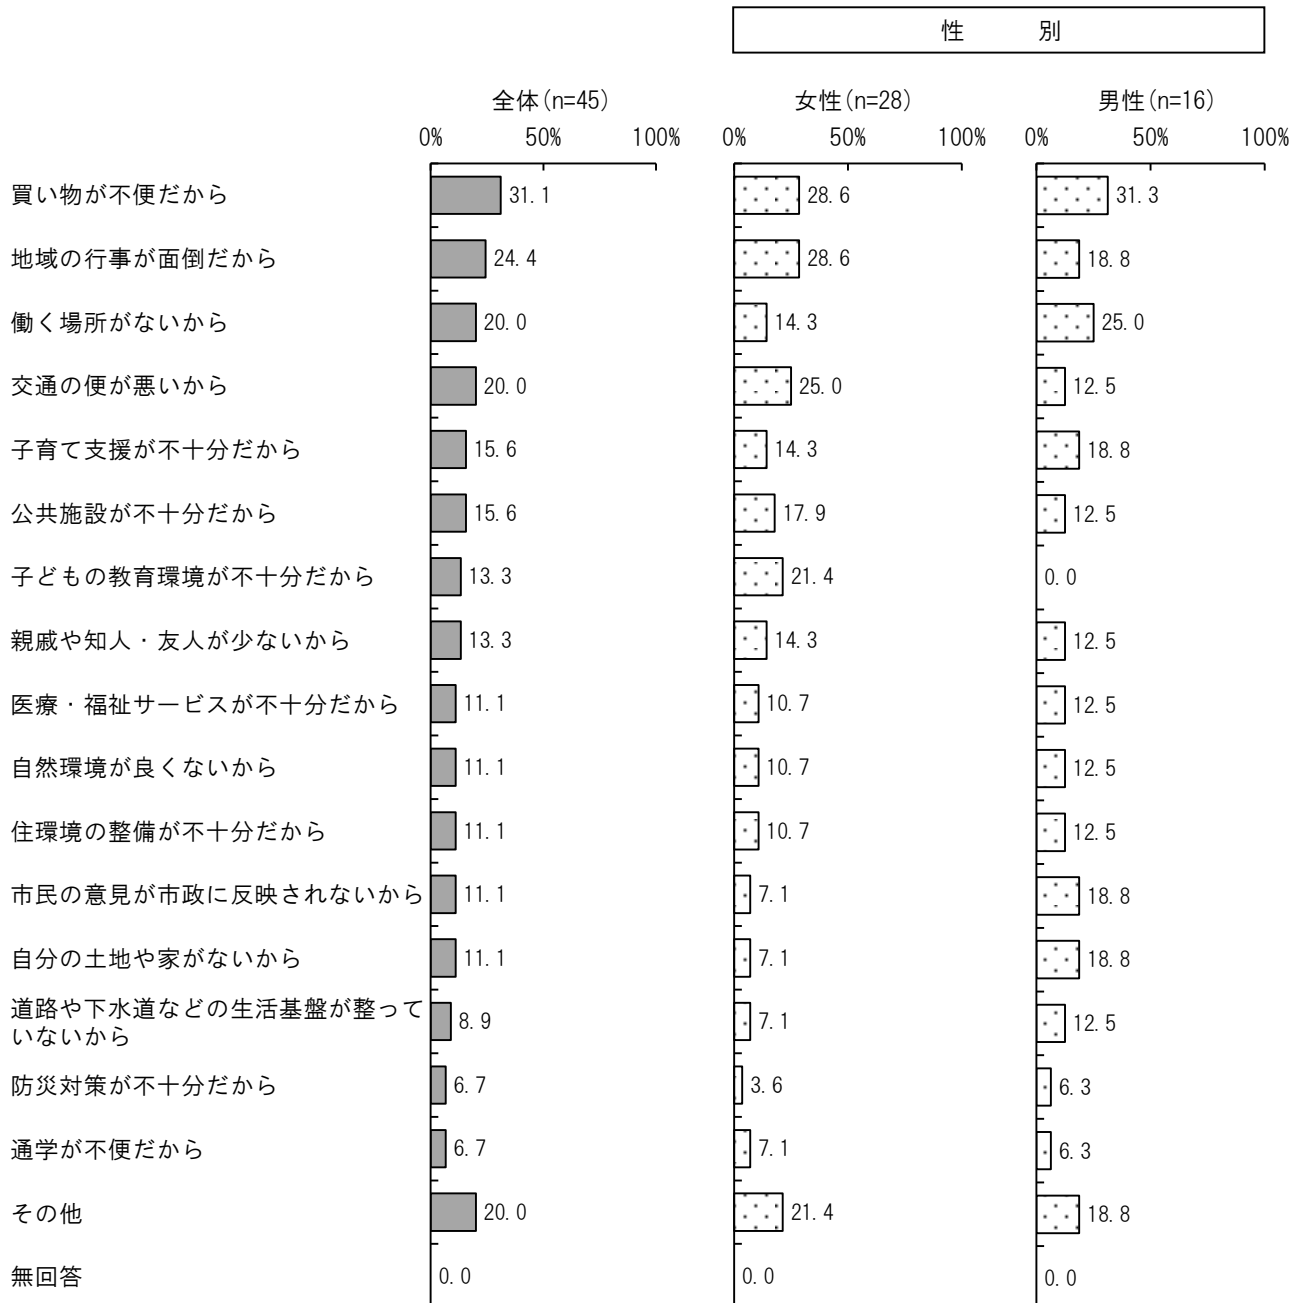 性 別
全体(n=45) 女性(n=28) 男性(n=16)
0% 50% 100% 0% 50% 100% 0% 50% 100%
買い物が不便だから 31.1 28.6 31.3
地域の行事が面倒だから 24.4 28.6 18.8
働く場所がないから 20.0 14.3 25.0
交通の便が悪いから 20.0 25.0 12.5
子育て支援が不十分だから 15.6 14.3 18.8
公共施設が不十分だから 15.6 17.9 12.5
子どもの教育環境が不十分だから 13.3 21.4 0.0
親戚や知人・友人が少ないから 13.3 14.3 12.5
医療・福祉サービスが不十分だから 11.1 10.7 12.5
自然環境が良くないから 11.1 10.7 12.5
住環境の整備が不十分だから 11.1 10.7 12.5
市民の意見が市政に反映されないから 11.1 7.1 18.8
自分の土地や家がないから 11.1 7.1 18.8
道路や下水道などの生活基盤が整って
いないから 8.9 7.1 12.5
防災対策が不十分だから 6.7 3.6 6.3
通学が不便だから 6.7 7.1 6.3
その他 20.0 21.4 18.8
無回答 0.0 0.0 0.0